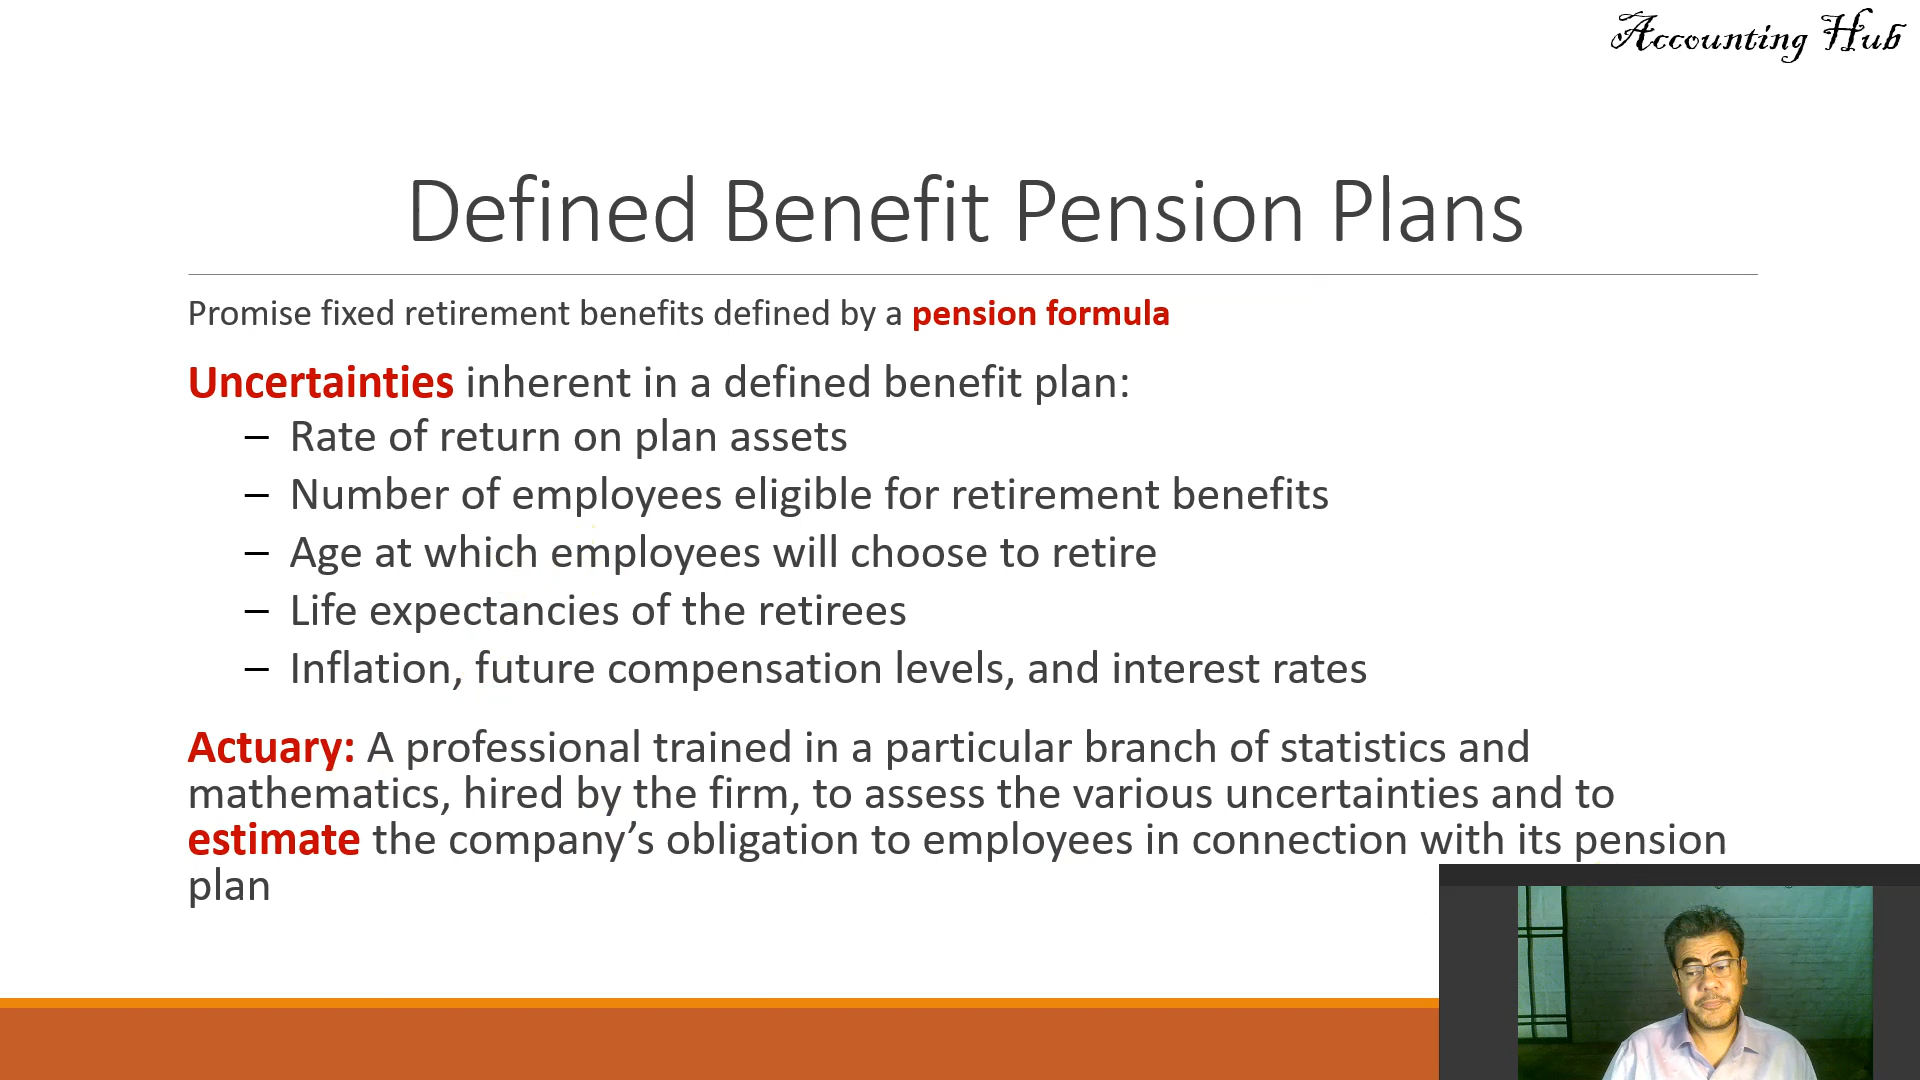 Accounting Hub
Defined Benefit Pension Plans
Promise fixed retirement benefits defined by a pension formula
Uncertainties inherent in a defined benefit plan:
– Rate of return on plan assets
– Number of employees eligible for retirement benefits
– Age at which employees will choose to retire
– Life expectancies of the retirees
– Inflation, future compensation levels, and interest rates
Actuary: A professional trained in a particular branch of statistics and
mathematics, hired by the firm, to assess the various uncertainties and to
estimate the company’s obligation to employees in connection with its pension
plan